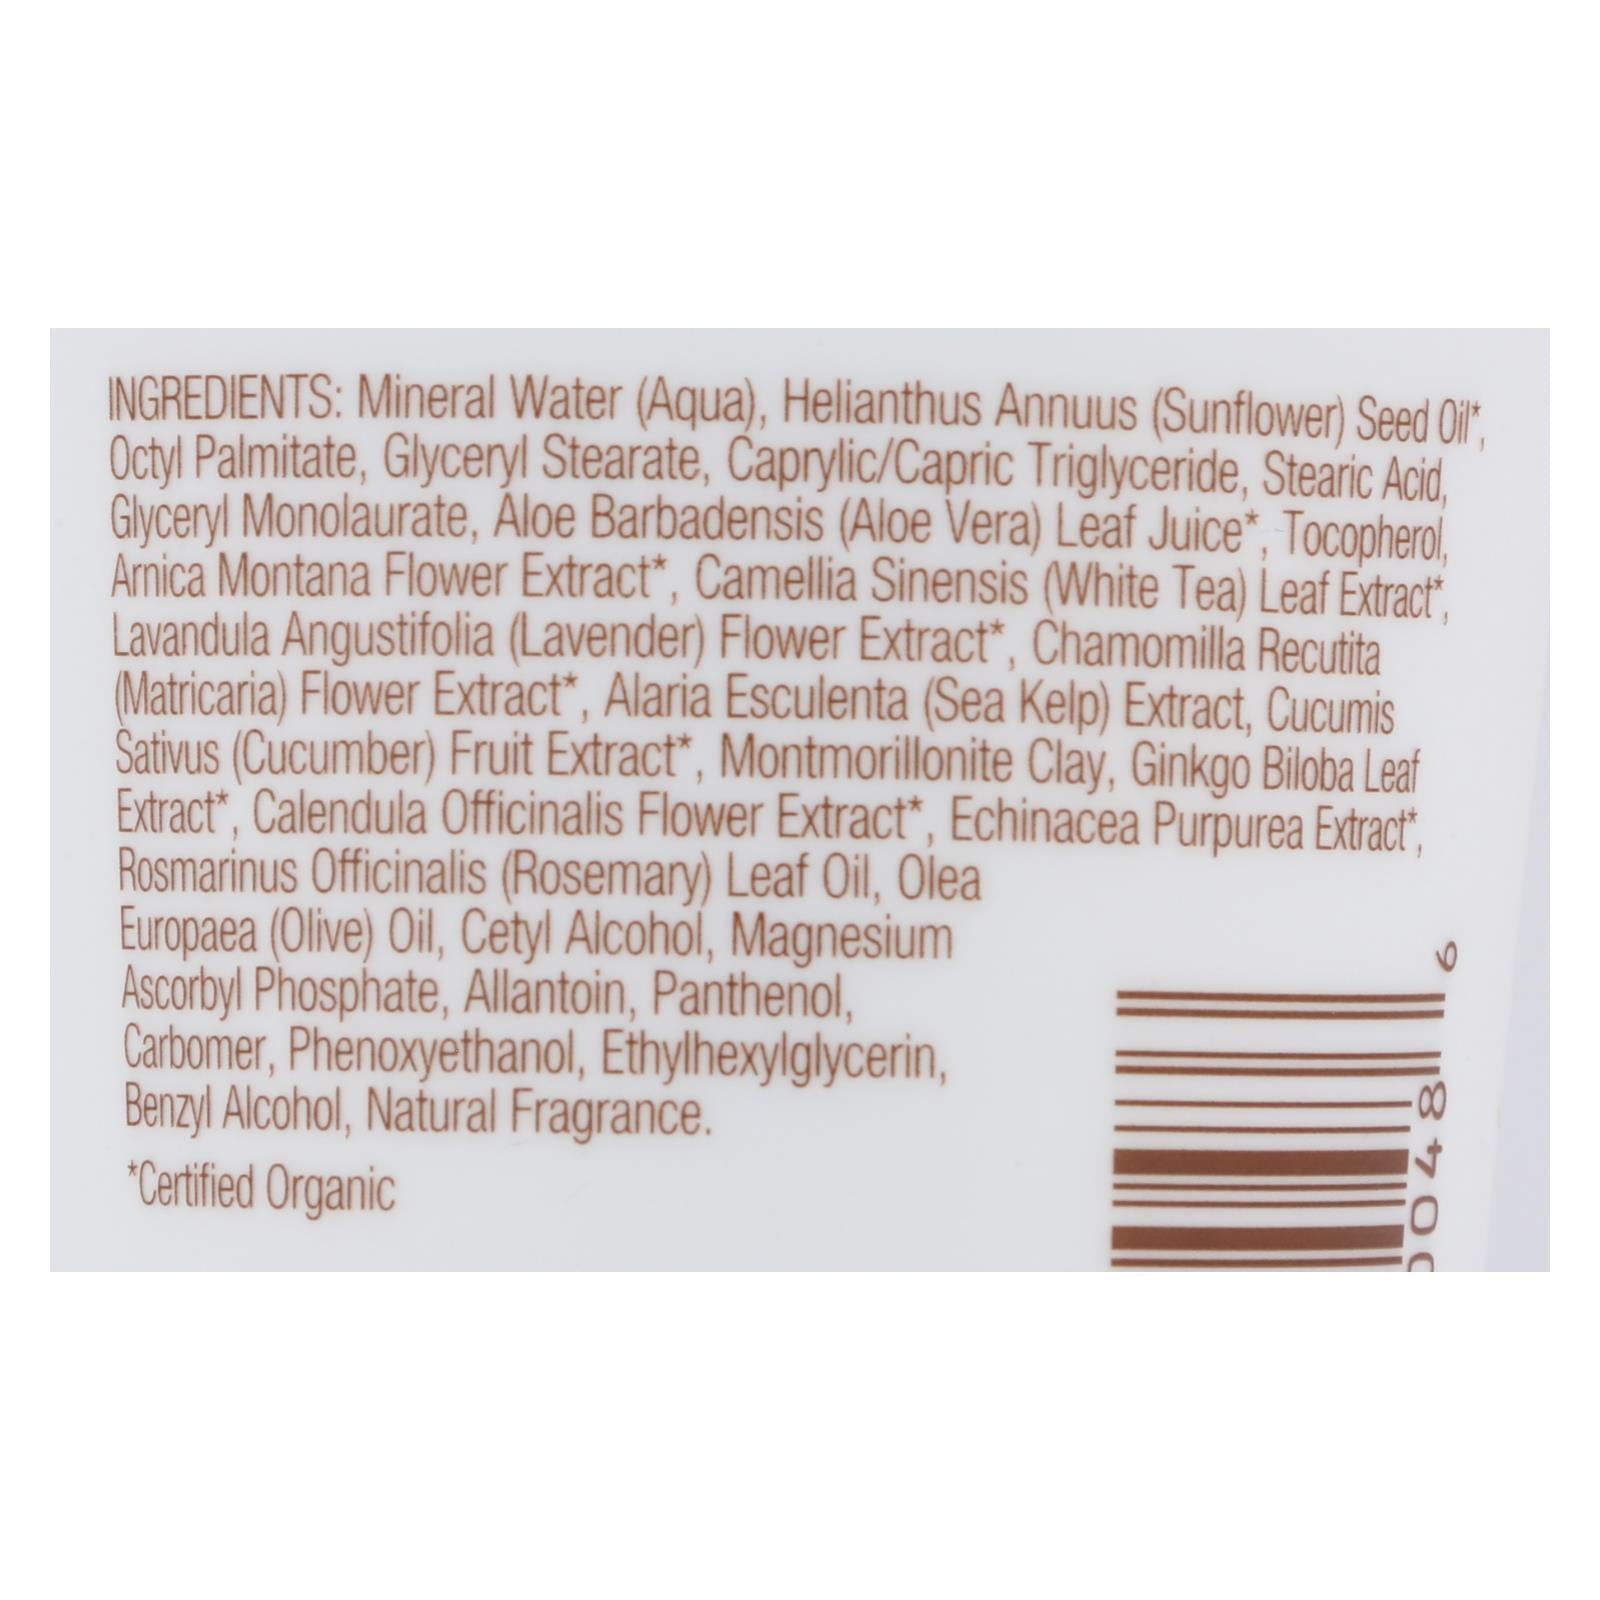 INGREDIENTS: Mineral Water (Aqua), Helianthus Annuus (Sunflower) Seed Oil*,
Octyl Palmitate, Glyceryl Stearate, Caprylic/Capric Triglyceride, Stearic Acid,
Glyceryl Monolaurate, Aloe Barbadensis (Aloe Vera) Leaf Juice*, Tocopherol,
Arnica Montana Flower Extract*, Camellia Sinensis (White Tea) Leaf Extract*,
Lavandula Angustifolia (Lavender) Flower Extract*, Chamomilla Recutita
(Matricaria) Flower Extract*, Alaria Esculenta (Sea Kelp) Extract, Cucumis
Sativus (Cucumber) Fruit Extract*, Montmorillonite Clay, Ginkgo Biloba Leaf
Extract*, Calendula Officinalis Flower Extract*, Echinacea Purpurea Extract*,
Rosmarinus Officinalis (Rosemary) Leaf Oil, Olea
Europaea (Olive) Oil, Cetyl Alcohol, Magnesium
Ascorbyl Phosphate, Allantoin, Panthenol,
Carbomer, Phenoxyethanol, Ethylhexylglycerin,
Benzyl Alcohol, Natural Fragrance.
*Certified Organic
0048 6